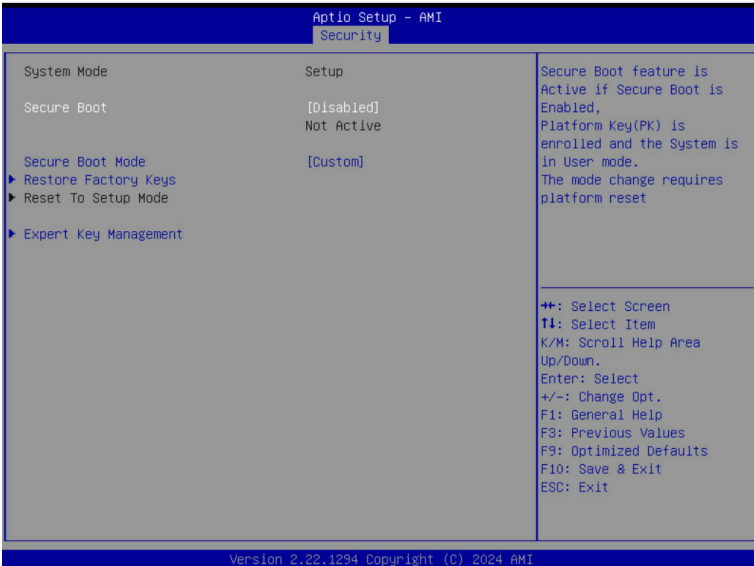 Aptio Setup - AMI
Security
System Mode Setup
Secure Boot [Disabled]
Not Active
Secure Boot Mode [Custom]
▶ Restore Factory Keys
▶ Reset To Setup Mode
▶ Expert Key Management
Secure Boot feature is
Active if Secure Boot is
Enabled,
Platform Key(PK) is
enrolled and the System is
in User mode.
The mode change requires
platform reset
→←: Select Screen
↑↓: Select Item
K/M: Scroll Help Area
Up/Down.
Enter: Select
+/-: Change Opt.
F1: General Help
F3: Previous Values
F9: Optimized Defaults
F10: Save & Exit
ESC: Exit
Version 2.22.1294 Copyright (C) 2024 AMI